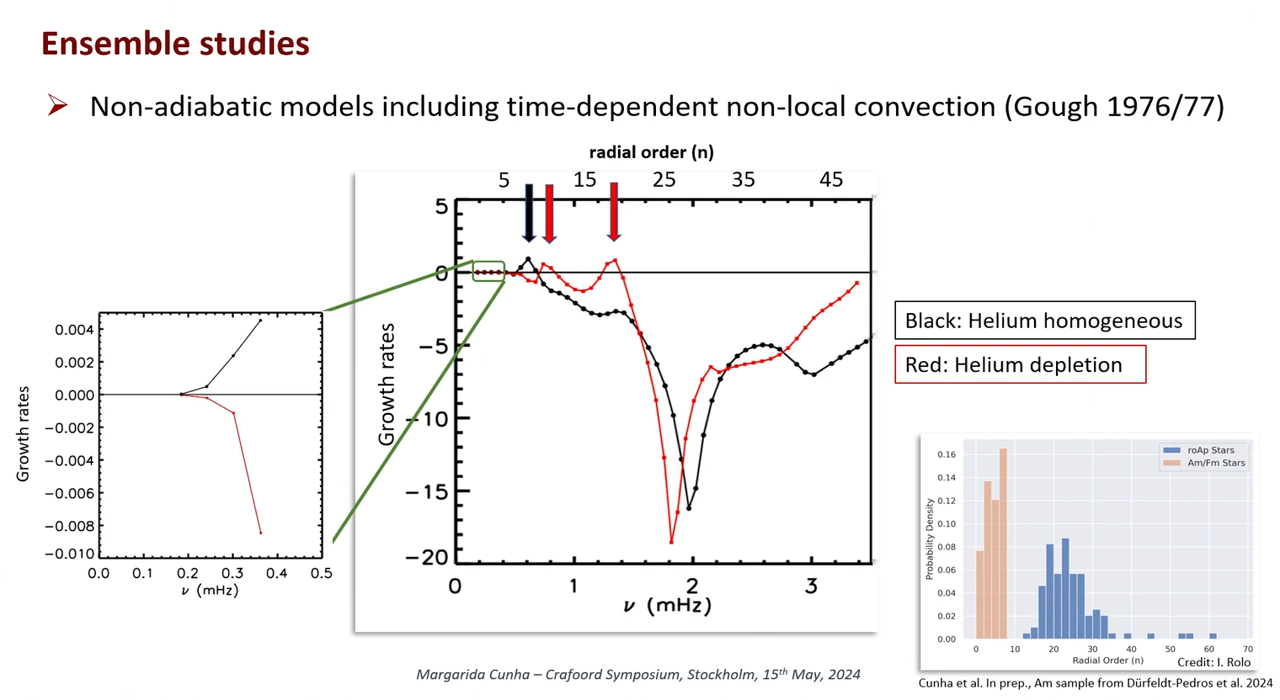 Ensemble studies
Non-adiabatic models including time-dependent non-local convection (Gough 1976/77)
radial order (n)
5 15 25 35 45
5
0
−5
−10
−15
−20
Growth rates
0 1 2 3
ν (mHz)
0.004
0.002
0.000
−0.002
−0.004
−0.006
−0.008
−0.010
Growth rates
0.0 0.1 0.2 0.3 0.4 0.5
ν (mHz)
Black: Helium homogeneous
Red: Helium depletion
roAp Stars
Am/Fm Stars
0.16
0.14
0.12
0.10
0.08
0.06
0.04
0.02
0.00
Probability Density
0 10 20 30 40 50 60 70
Radial Order (n)
Credit: I. Rolo
Margarida Cunha – Crafoord Symposium, Stockholm, 15th May, 2024
Cunha et al. In prep., Am sample from Dürfeldt-Pedros et al. 2024